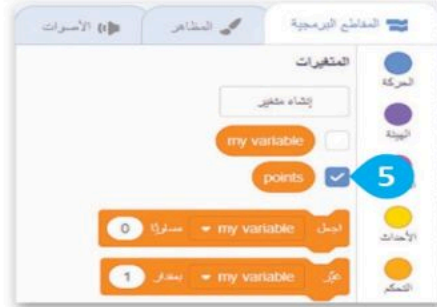 المقاطع البرمجية
المظاهر
الأصوات
المتغيرات
إنشاء متغير
my variable
points
5
اجعل my variable مساويًا 0
غيّر my variable بمقدار 1
الحركة
الهيئة
الأحداث
التحكم